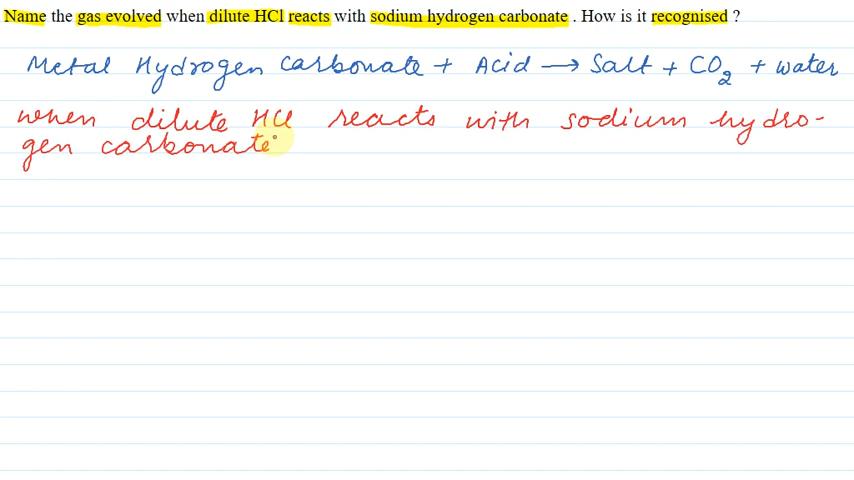 Name the gas evolved when dilute HCl reacts with sodium hydrogen carbonate . How is it recognised ?
Metal Hydrogen carbonate + Acid → Salt + CO₂ + water
when dilute HCl reacts with sodium hydro-
gen carbonate